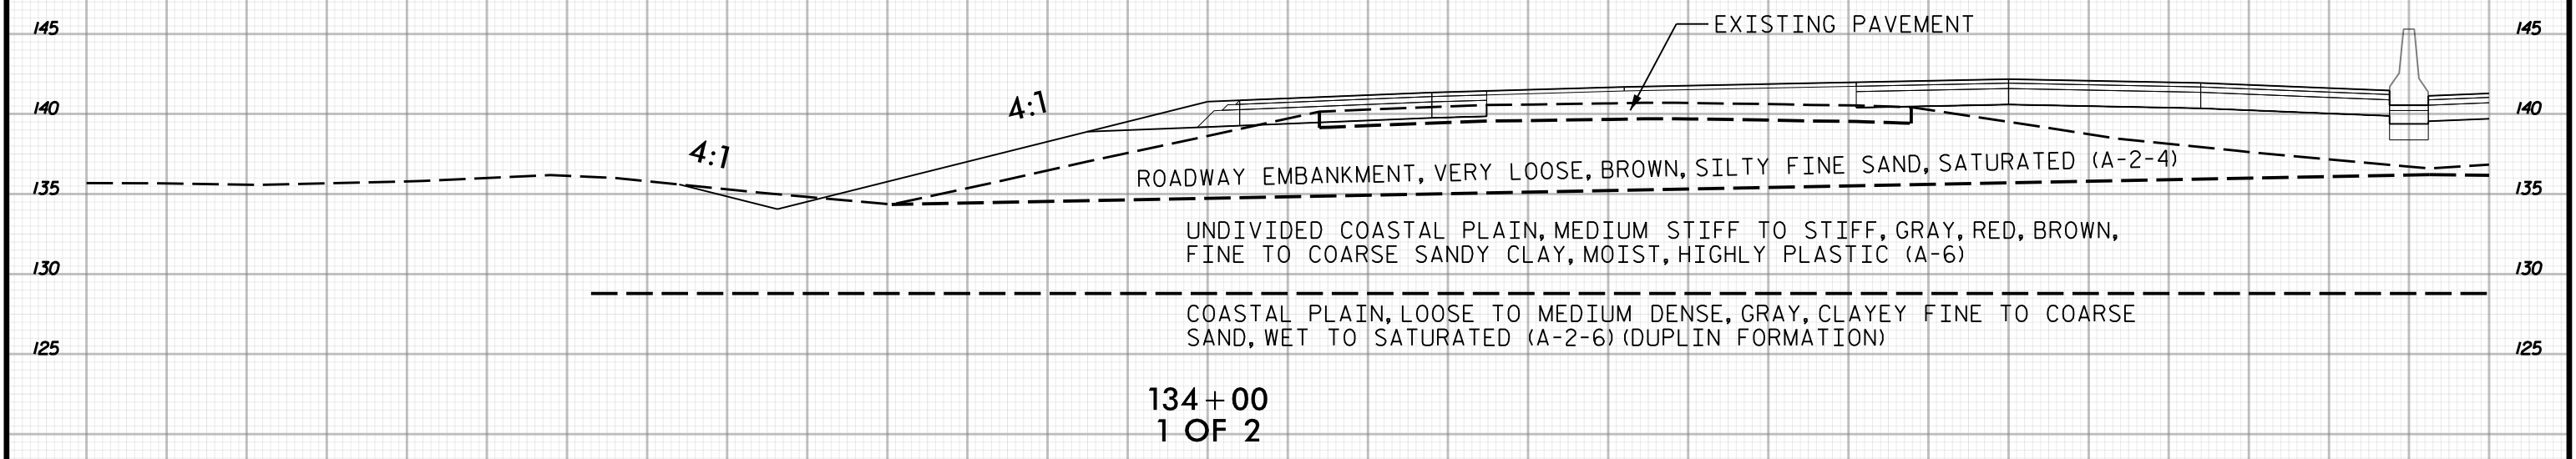 145
EXISTING PAVEMENT
145
140
4:1
140
4:1
ROADWAY EMBANKMENT, VERY LOOSE, BROWN, SILTY FINE SAND, SATURATED (A-2-4)
135
135
UNDIVIDED COASTAL PLAIN, MEDIUM STIFF TO STIFF, GRAY, RED, BROWN,
FINE TO COARSE SANDY CLAY, MOIST, HIGHLY PLASTIC (A-6)
130
130
COASTAL PLAIN, LOOSE TO MEDIUM DENSE, GRAY, CLAYEY FINE TO COARSE
SAND, WET TO SATURATED (A-2-6) (DUPLIN FORMATION)
125
125
134+00
1 OF 2